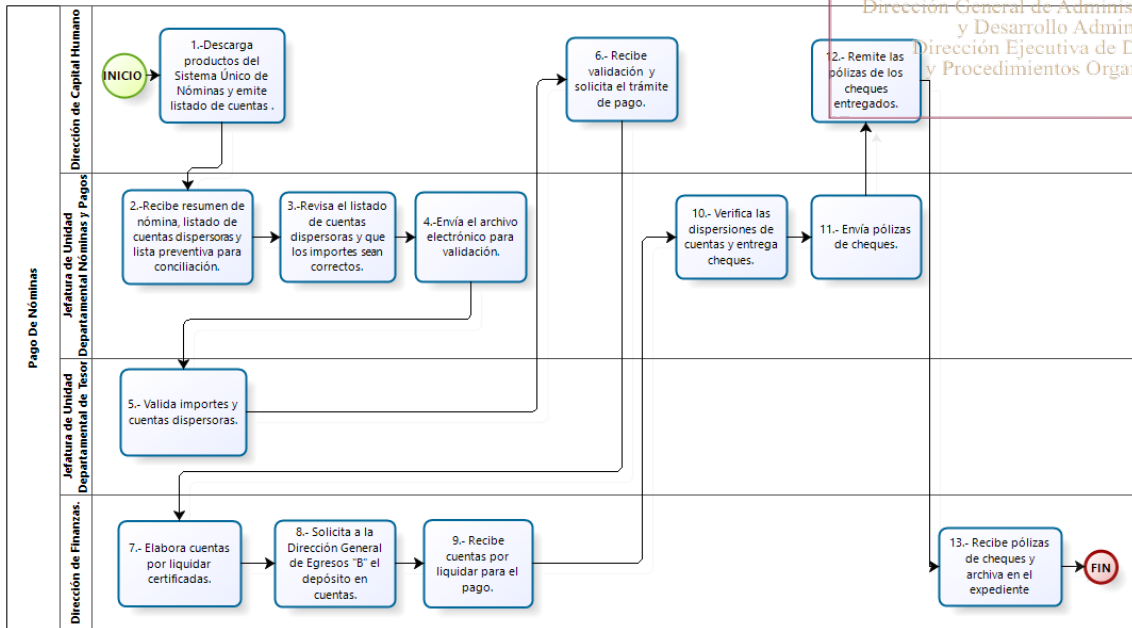 Dirección General de Adminis
y Desarrollo Admin
Dirección Ejecutiva de D
y Procedimientos Orga
Pago De Nóminas
Dirección de Capital Humano
INICIO
1.-Descarga
productos del
Sistema Único de
Nóminas y emite
listado de cuentas .
6.- Recibe
validación y
solicita el trámite
de pago.
12.- Remite las
pólizas de los
cheques
entregados.
Jefatura de Unidad
Departamental Nóminas y Pagos
2.-Recibe resumen de
nómina, listado de
cuentas dispersoras y
lista preventiva para
conciliación.
3.-Revisa el listado
de cuentas
dispersoras y que
los importes sean
correctos.
4.-Envía el archivo
electrónico para
validación.
10.- Verifica las
dispersiones de
cuentas y entrega
cheques.
11.- Envía pólizas
de cheques.
Jefatura de Unidad
Departamental de Tesor
5.- Valida importes y
cuentas dispersoras.
Dirección de Finanzas.
7.- Elabora cuentas
por liquidar
certificadas.
8.- Solicita a la
Dirección General
de Egresos "B" el
depósito en
cuentas.
9.- Recibe
cuentas por
liquidar para el
pago.
13.- Recibe pólizas
de cheques y
archiva en el
expediente
FIN